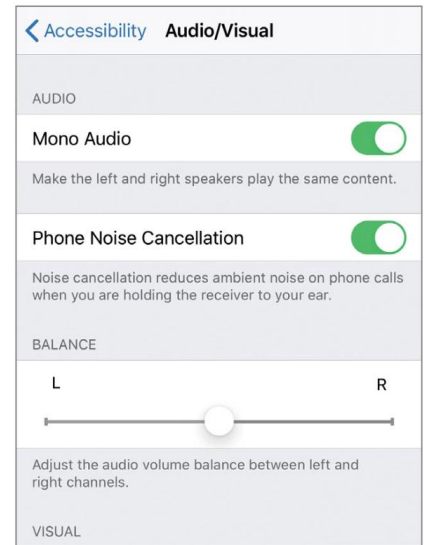 Accessibility Audio/Visual
AUDIO
Mono Audio
Make the left and right speakers play the same content.
Phone Noise Cancellation
Noise cancellation reduces ambient noise on phone calls
when you are holding the receiver to your ear.
BALANCE
L R
Adjust the audio volume balance between left and
right channels.
VISUAL